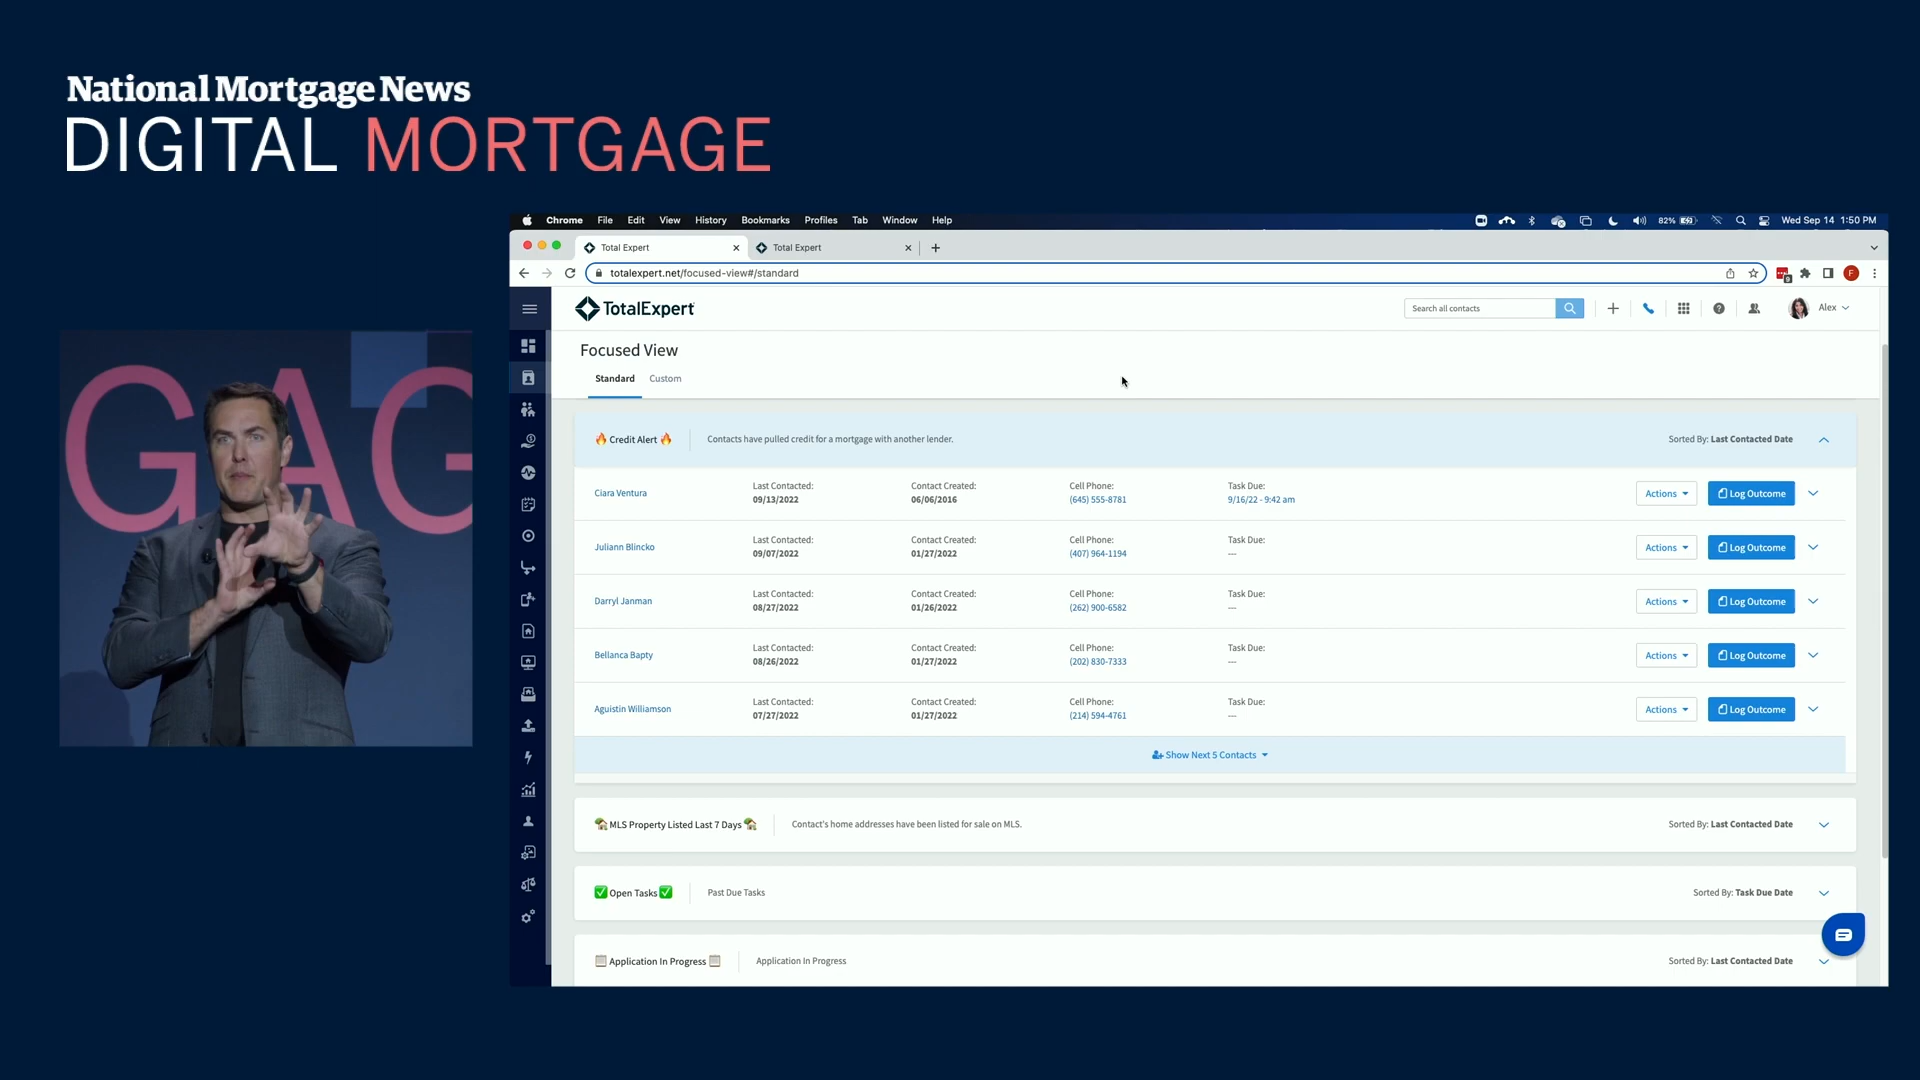 National Mortgage News
DIGITAL MORTGAGE
Chrome File Edit View History Bookmarks Profiles Tab Window Help
82%
Wed Sep 14 1:50 PM
Total Expert
Total Expert
totalexpert.net/focused-view#/standard
F
TotalExpert
Search all contacts
Alex
Focused View
Standard Custom
GAG
🔥 Credit Alert 🔥 Contacts have pulled credit for a mortgage with another lender. Sorted By: Last Contacted Date
Last Contacted: Contact Created: Cell Phone: Task Due:
Ciara Ventura 09/13/2022 06/06/2016 (645) 555-8781 9/16/22 - 9:42 am Actions Log Outcome
Last Contacted: Contact Created: Cell Phone: Task Due:
Juliann Blincko 09/07/2022 01/27/2022 (407) 964-1194 --- Actions Log Outcome
Last Contacted: Contact Created: Cell Phone: Task Due:
Darryl Janman 08/27/2022 01/26/2022 (262) 900-6582 --- Actions Log Outcome
Last Contacted: Contact Created: Cell Phone: Task Due:
Bellanca Bapty 08/26/2022 01/27/2022 (202) 830-7333 --- Actions Log Outcome
Last Contacted: Contact Created: Cell Phone: Task Due:
Aguistin Williamson 07/27/2022 01/27/2022 (214) 594-4761 --- Actions Log Outcome
Show Next 5 Contacts
🏡 MLS Property Listed Last 7 Days 🏡 Contact's home addresses have been listed for sale on MLS. Sorted By: Last Contacted Date
✅ Open Tasks ✅ Past Due Tasks Sorted By: Task Due Date
📋 Application In Progress 📋 Application In Progress Sorted By: Last Contacted Date